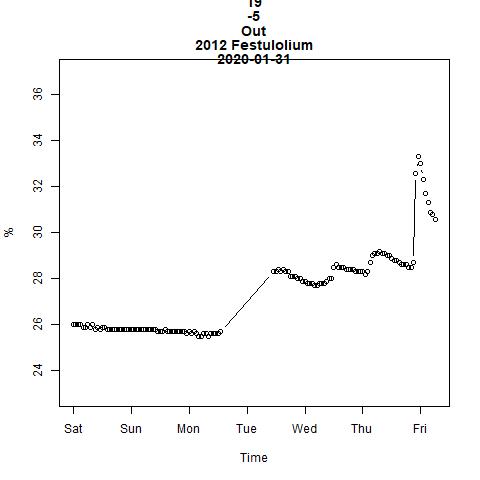 19
-5
Out
2012 Festulolium
2020-01-31
36
34
32
30
28
26
24
%
Sat Sun Mon Tue Wed Thu Fri
Time